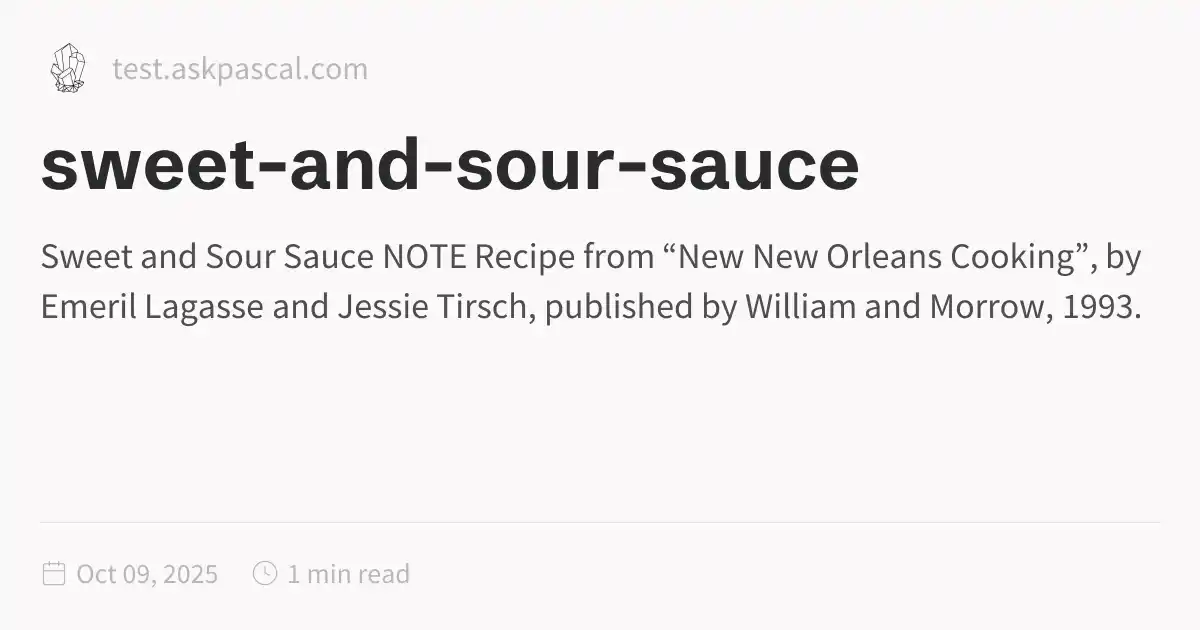 test.askpascal.com
sweet-and-sour-sauce
Sweet and Sour Sauce NOTE Recipe from “New New Orleans Cooking”, by
Emeril Lagasse and Jessie Tirsch, published by William and Morrow, 1993.
Oct 09, 2025 1 min read